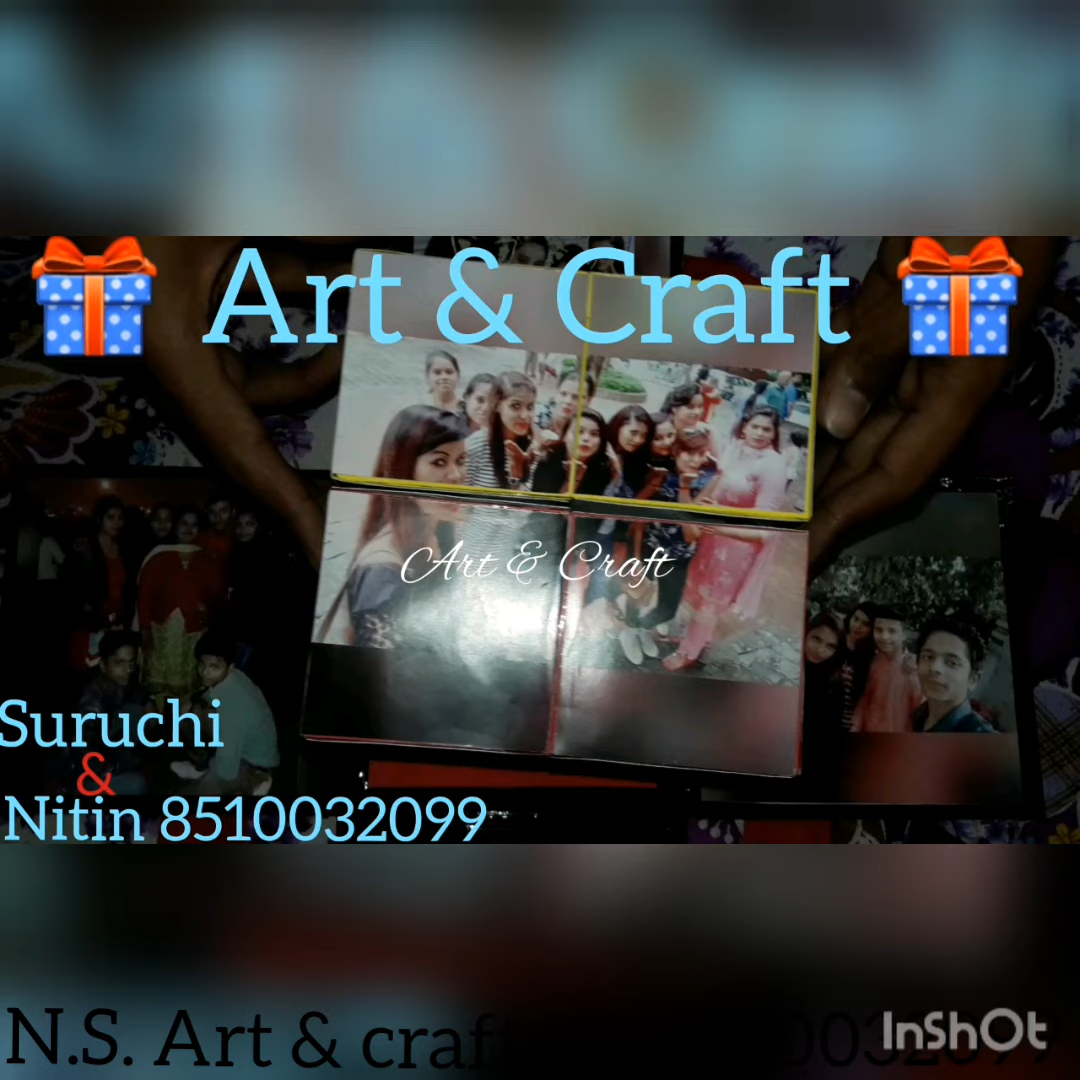 Art & Craft
Art & Craft
Suruchi
&
Nitin 8510032099
N.S. Art & craf
InShOt